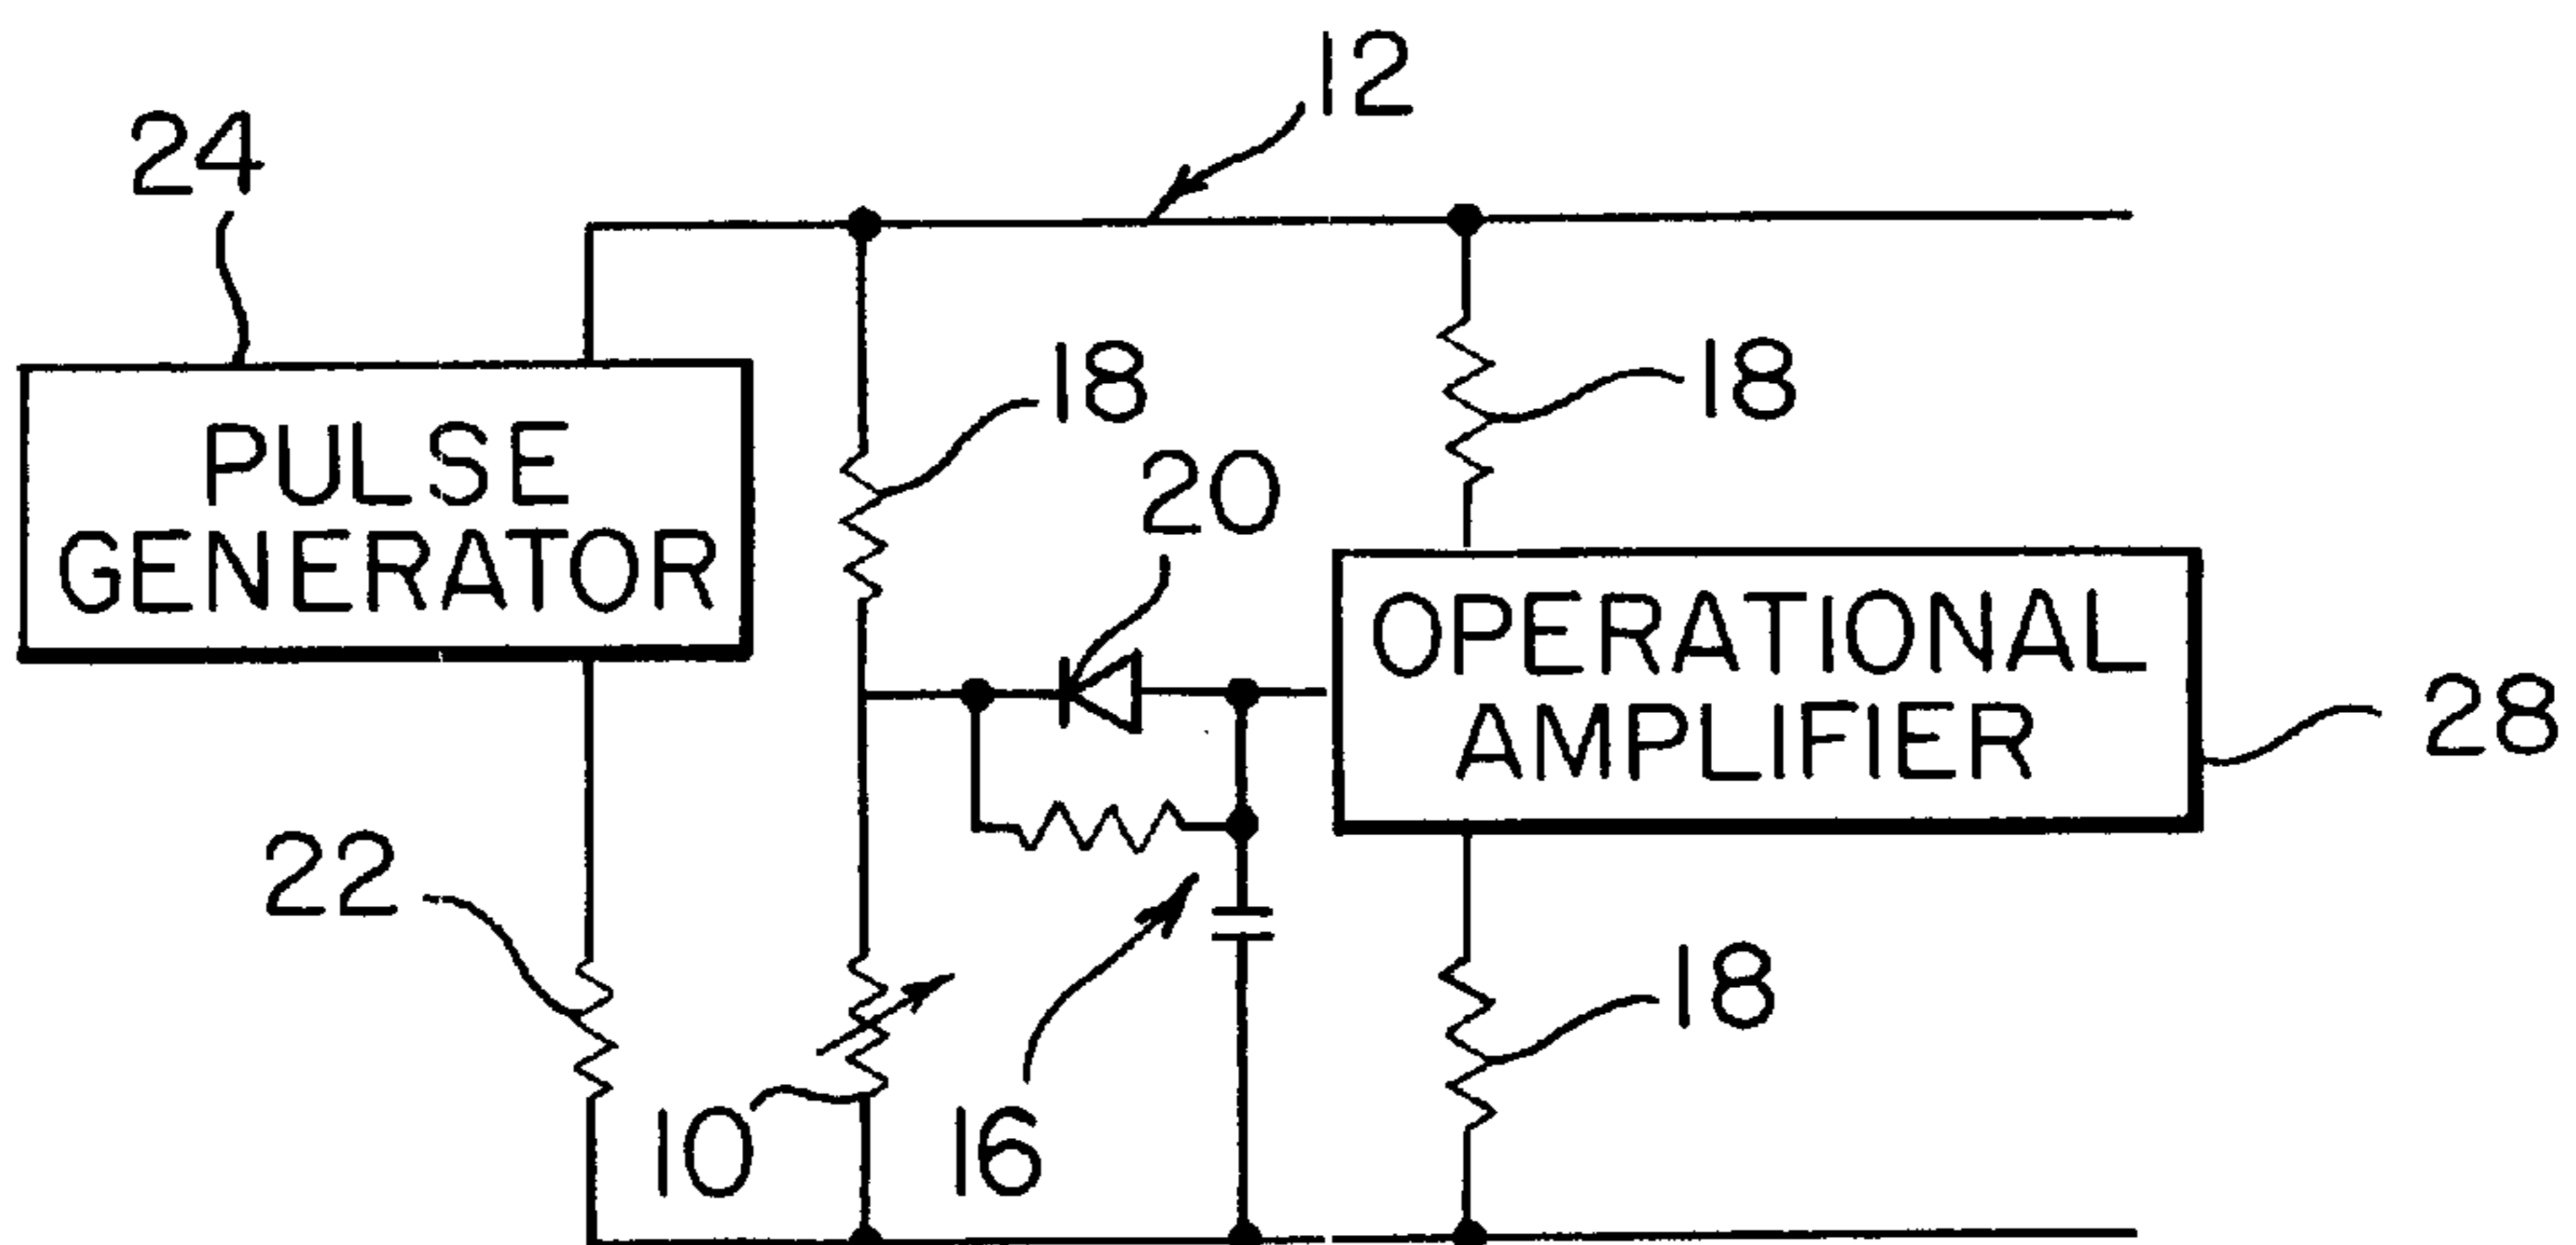 12
24
18
18
20
PULSE
GENERATOR
OPERATIONAL
AMPLIFIER
28
22
18
10
16